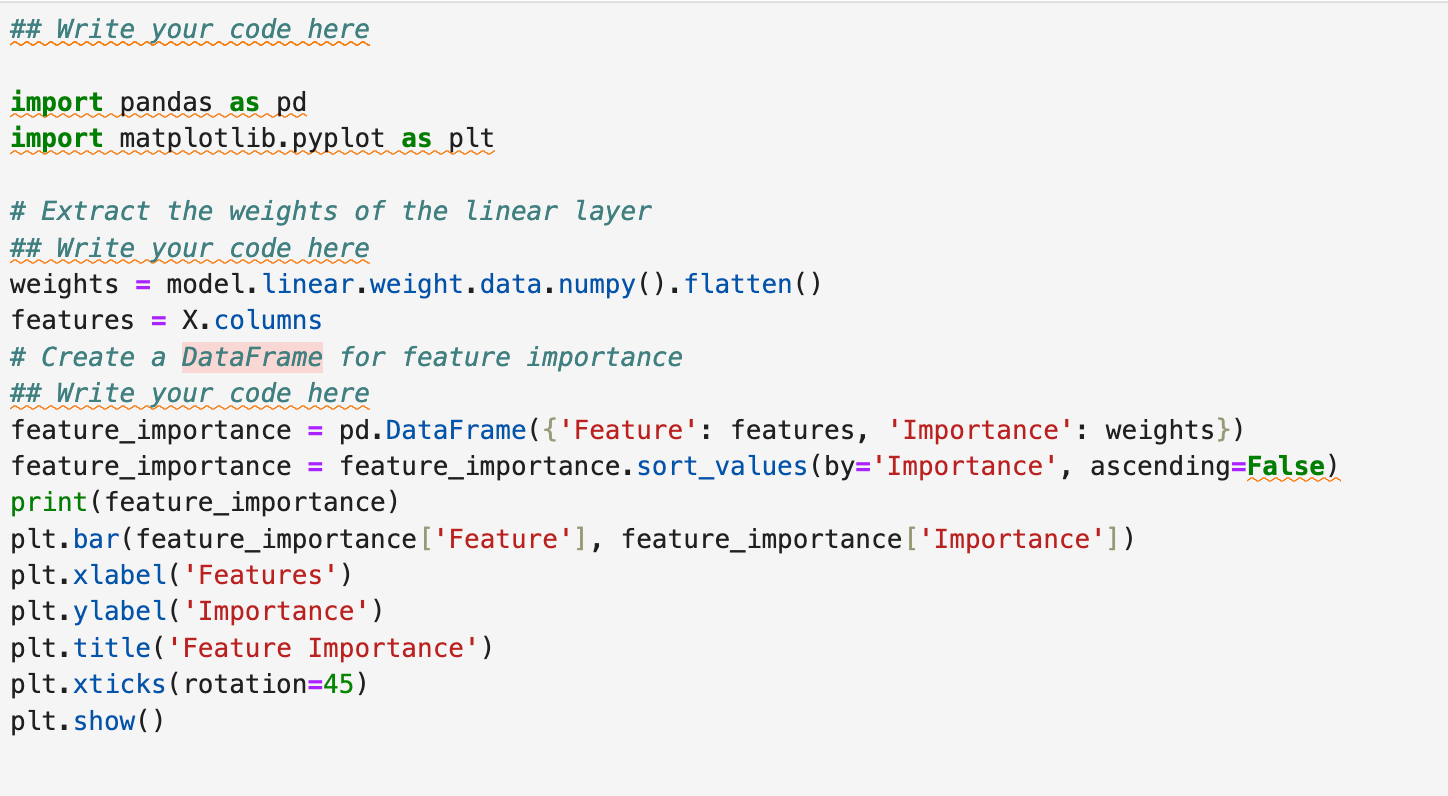 ## Write your code here
import pandas as pd
import matplotlib.pyplot as plt
# Extract the weights of the linear layer
## Write your code here
weights = model.linear.weight.data.numpy().flatten()
features = X.columns
# Create a DataFrame for feature importance
## Write your code here
feature_importance = pd.DataFrame({'Feature': features, 'Importance': weights})
feature_importance = feature_importance.sort_values(by='Importance', ascending=False)
print(feature_importance)
plt.bar(feature_importance['Feature'], feature_importance['Importance'])
plt.xlabel('Features')
plt.ylabel('Importance')
plt.title('Feature Importance')
plt.xticks(rotation=45)
plt.show()